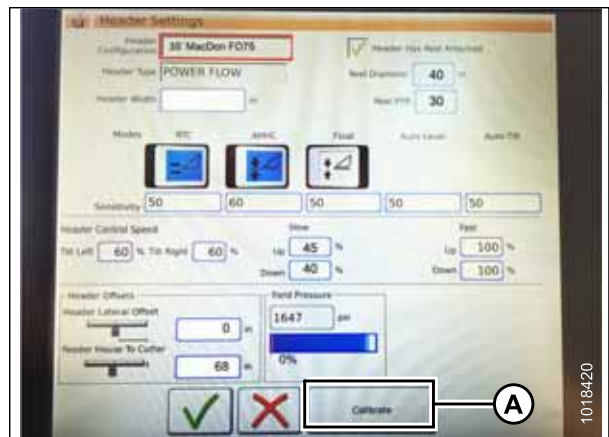 Header Settings
Header Configuration
35' MacDon FD75
Header Has Reel Attached
Header Type
POWER FLOW
Reel Diameter
40
in
Header Width
in
Reel PPR
30
Modes
RTC
AHHC
Float
Auto Level
Auto Tilt
Sensitivity
50
60
50
50
50
Header Control Speed
Slow
Fast
Tilt Left
60
%
Tilt Right
60
%
Up
45
%
Up
100
%
Down
40
%
Down
100
%
Header Offsets
Field Pressure
Header Lateral Offset
0
in
1647
psi
Feeder House To Cutter
68
in
0%
Calibrate
A
1018420